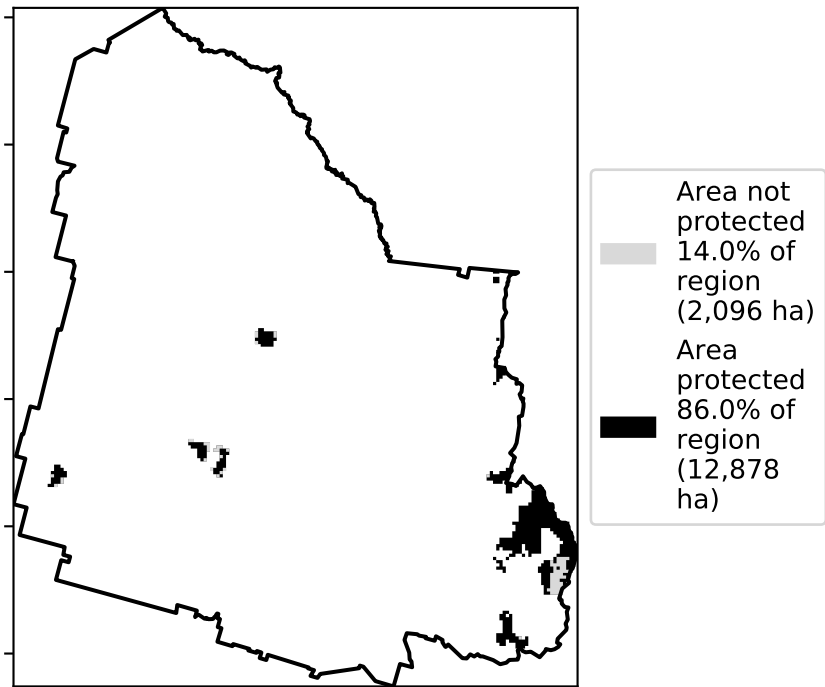 Area not
protected
14.0% of
region
(2,096 ha)
Area
protected
86.0% of
region
(12,878
ha)